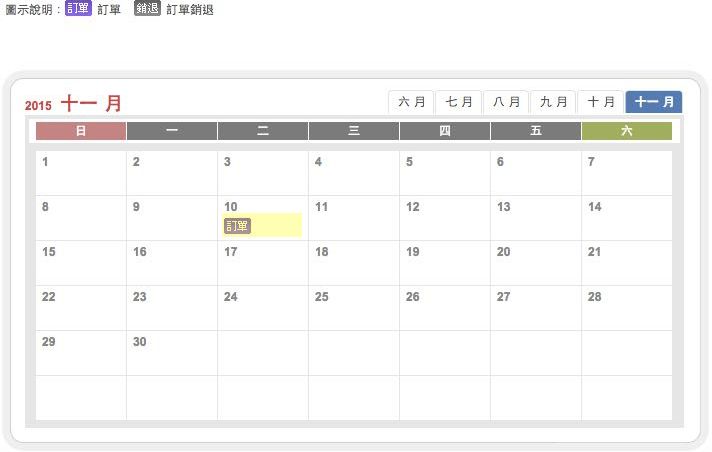 圖示說明：訂單 訂單 銷退 訂單銷退
2015 十一 月 六 月 七 月 八 月 九 月 十 月 十一 月
日 一 二 三 四 五 六
1 2 3 4 5 6 7
8 9 10 11 12 13 14
訂單
15 16 17 18 19 20 21
22 23 24 25 26 27 28
29 30